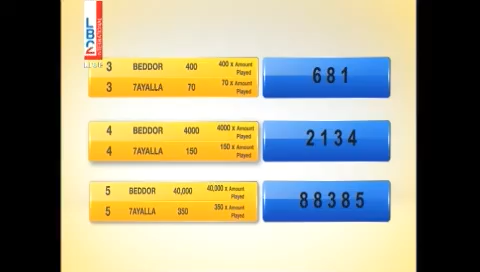 LBC
INTERNATIONAL
3 BEDDOR 400 400 x Amount Played
3 7AYALLA 70 70 x Amount Played
681
4 BEDDOR 4000 4000 x Amount Played
4 7AYALLA 150 150 x Amount Played
2134
5 BEDDOR 40,000 40,000 x Amount Played
5 7AYALLA 350 350 x Amount Played
88385